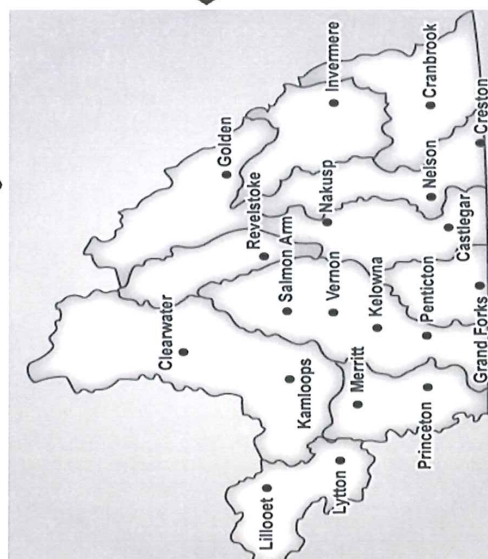 Clearwater
Golden
Revelstoke
Invermere
Salmon Arm
Kamloops
Lillooet
Nakusp
Vernon
Lytton
Merritt
Kelowna
Cranbrook
Nelson
Penticton
Princeton
Castlegar
Creston
Grand Forks